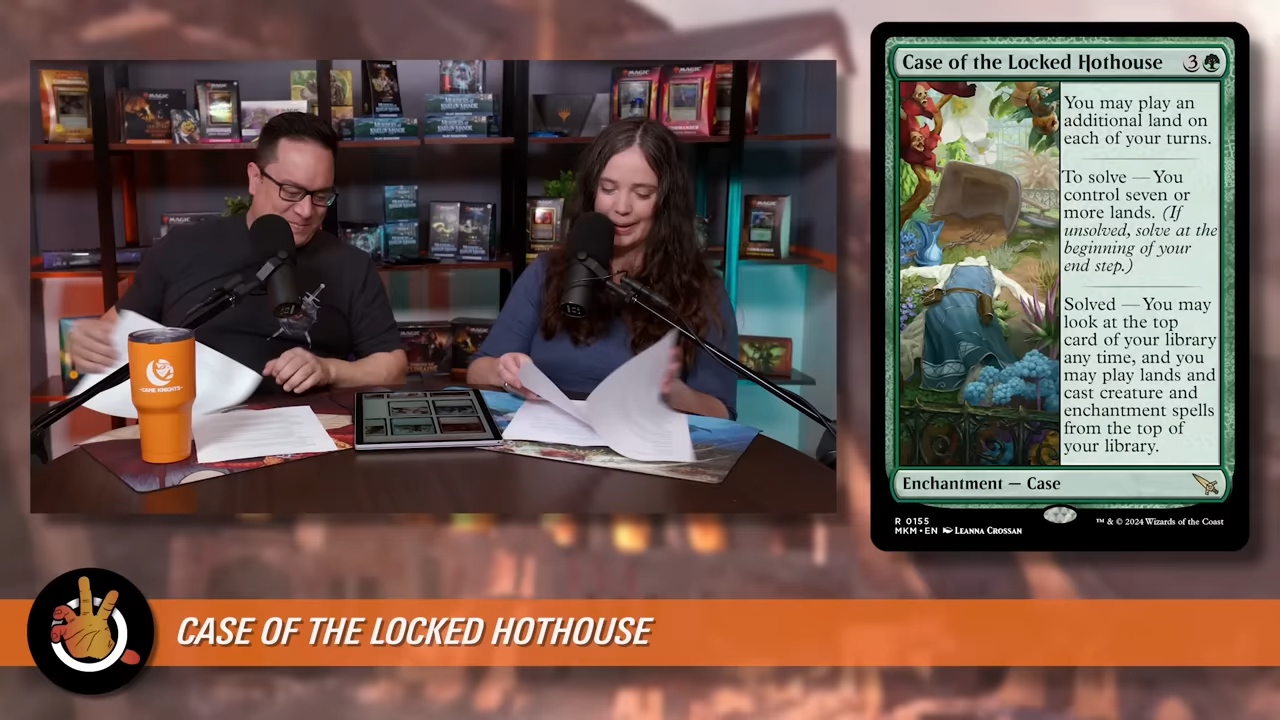 Case of the Locked Hothouse 3
You may play an
additional land on
each of your turns.
To solve — You
control seven or
more lands. (If
unsolved, solve at the
beginning of your
end step.)
Solved — You may
look at the top
card of your library
any time, and you
may play lands and
cast creature and
enchantment spells
from the top of
your library.
Enchantment — Case
R 0155
MKM • EN LEANNA CROSSAN
™ & © 2024 Wizards of the Coast
GAME KNIGHTS
CASE OF THE LOCKED HOTHOUSE